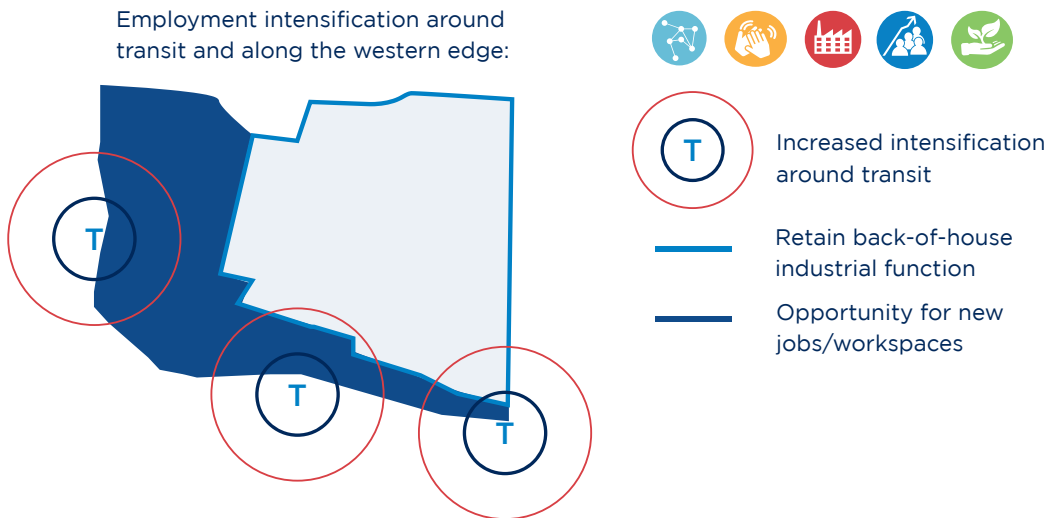 Employment intensification around
transit and along the western edge:
T
T
T
T
Increased intensification
around transit
Retain back-of-house
industrial function
Opportunity for new
jobs/workspaces